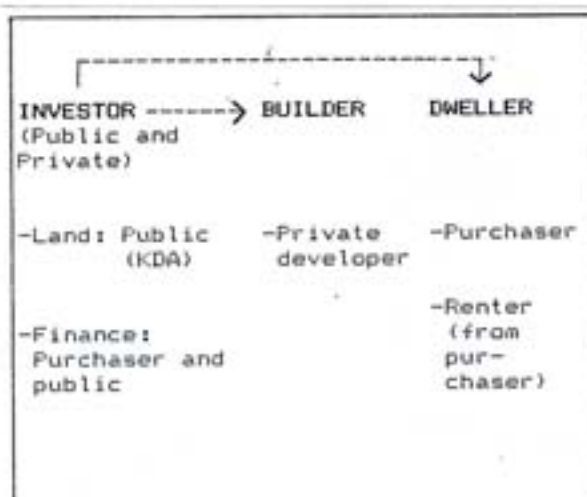 INVESTOR -------> BUILDER DWELLER
(Public and
Private)
-Land: Public -Private -Purchaser
(KDA) developer
-Renter
-Finance: (from
Purchaser and pur-
public chaser)